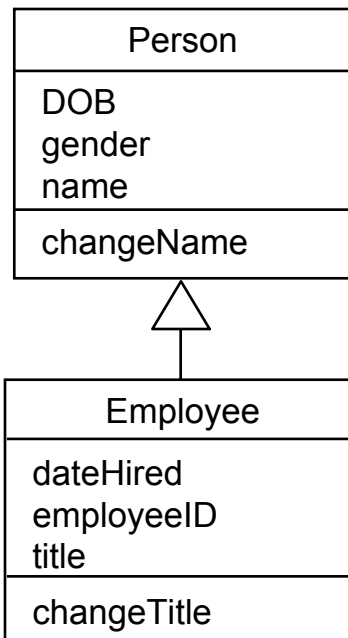 Person
DOB
gender
name
changeName
Employee
dateHired
employeeID
title
changeTitle